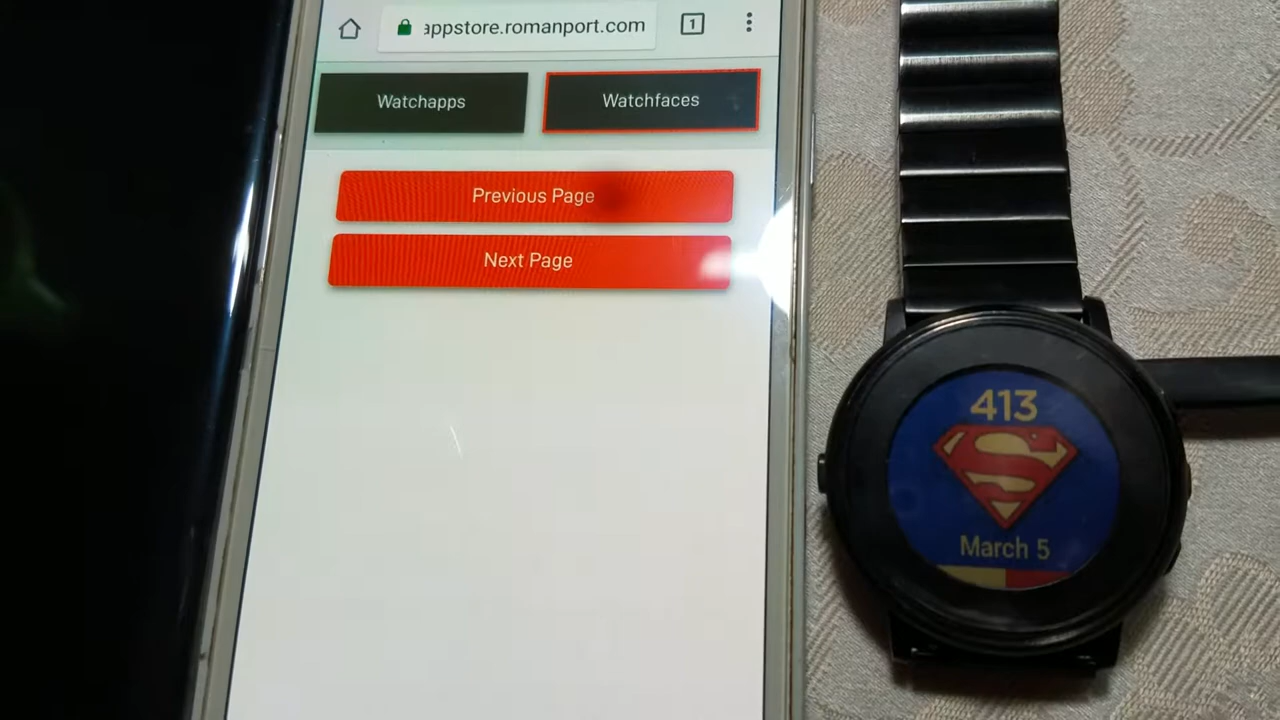 appstore.romanport.com
1
Watchapps
Watchfaces
Previous Page
Next Page
413
S
March 5